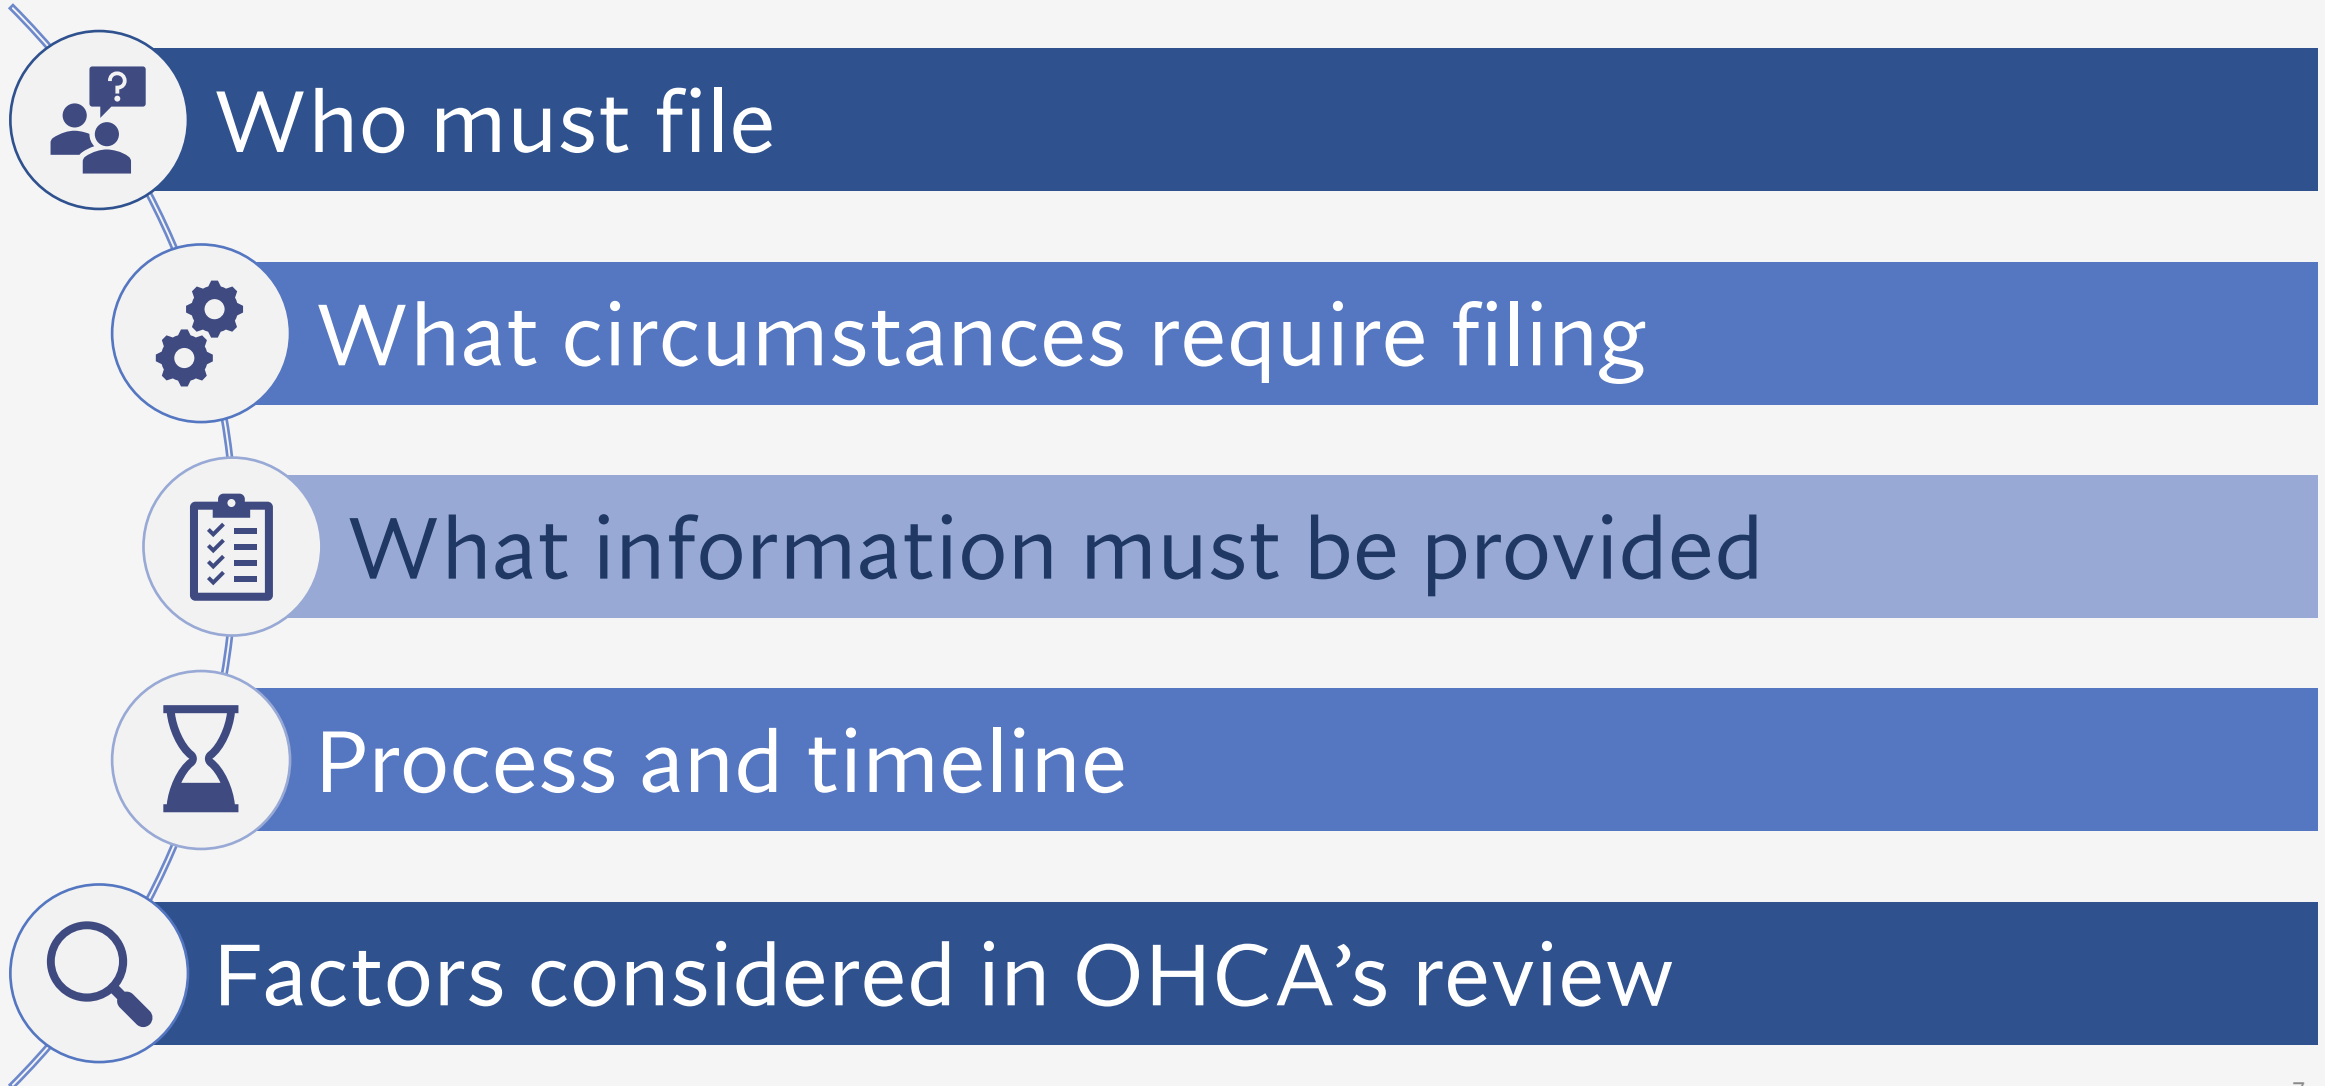 ?
Who must file
What circumstances require filing
What information must be provided
Process and timeline
Factors considered in OHCA’s review